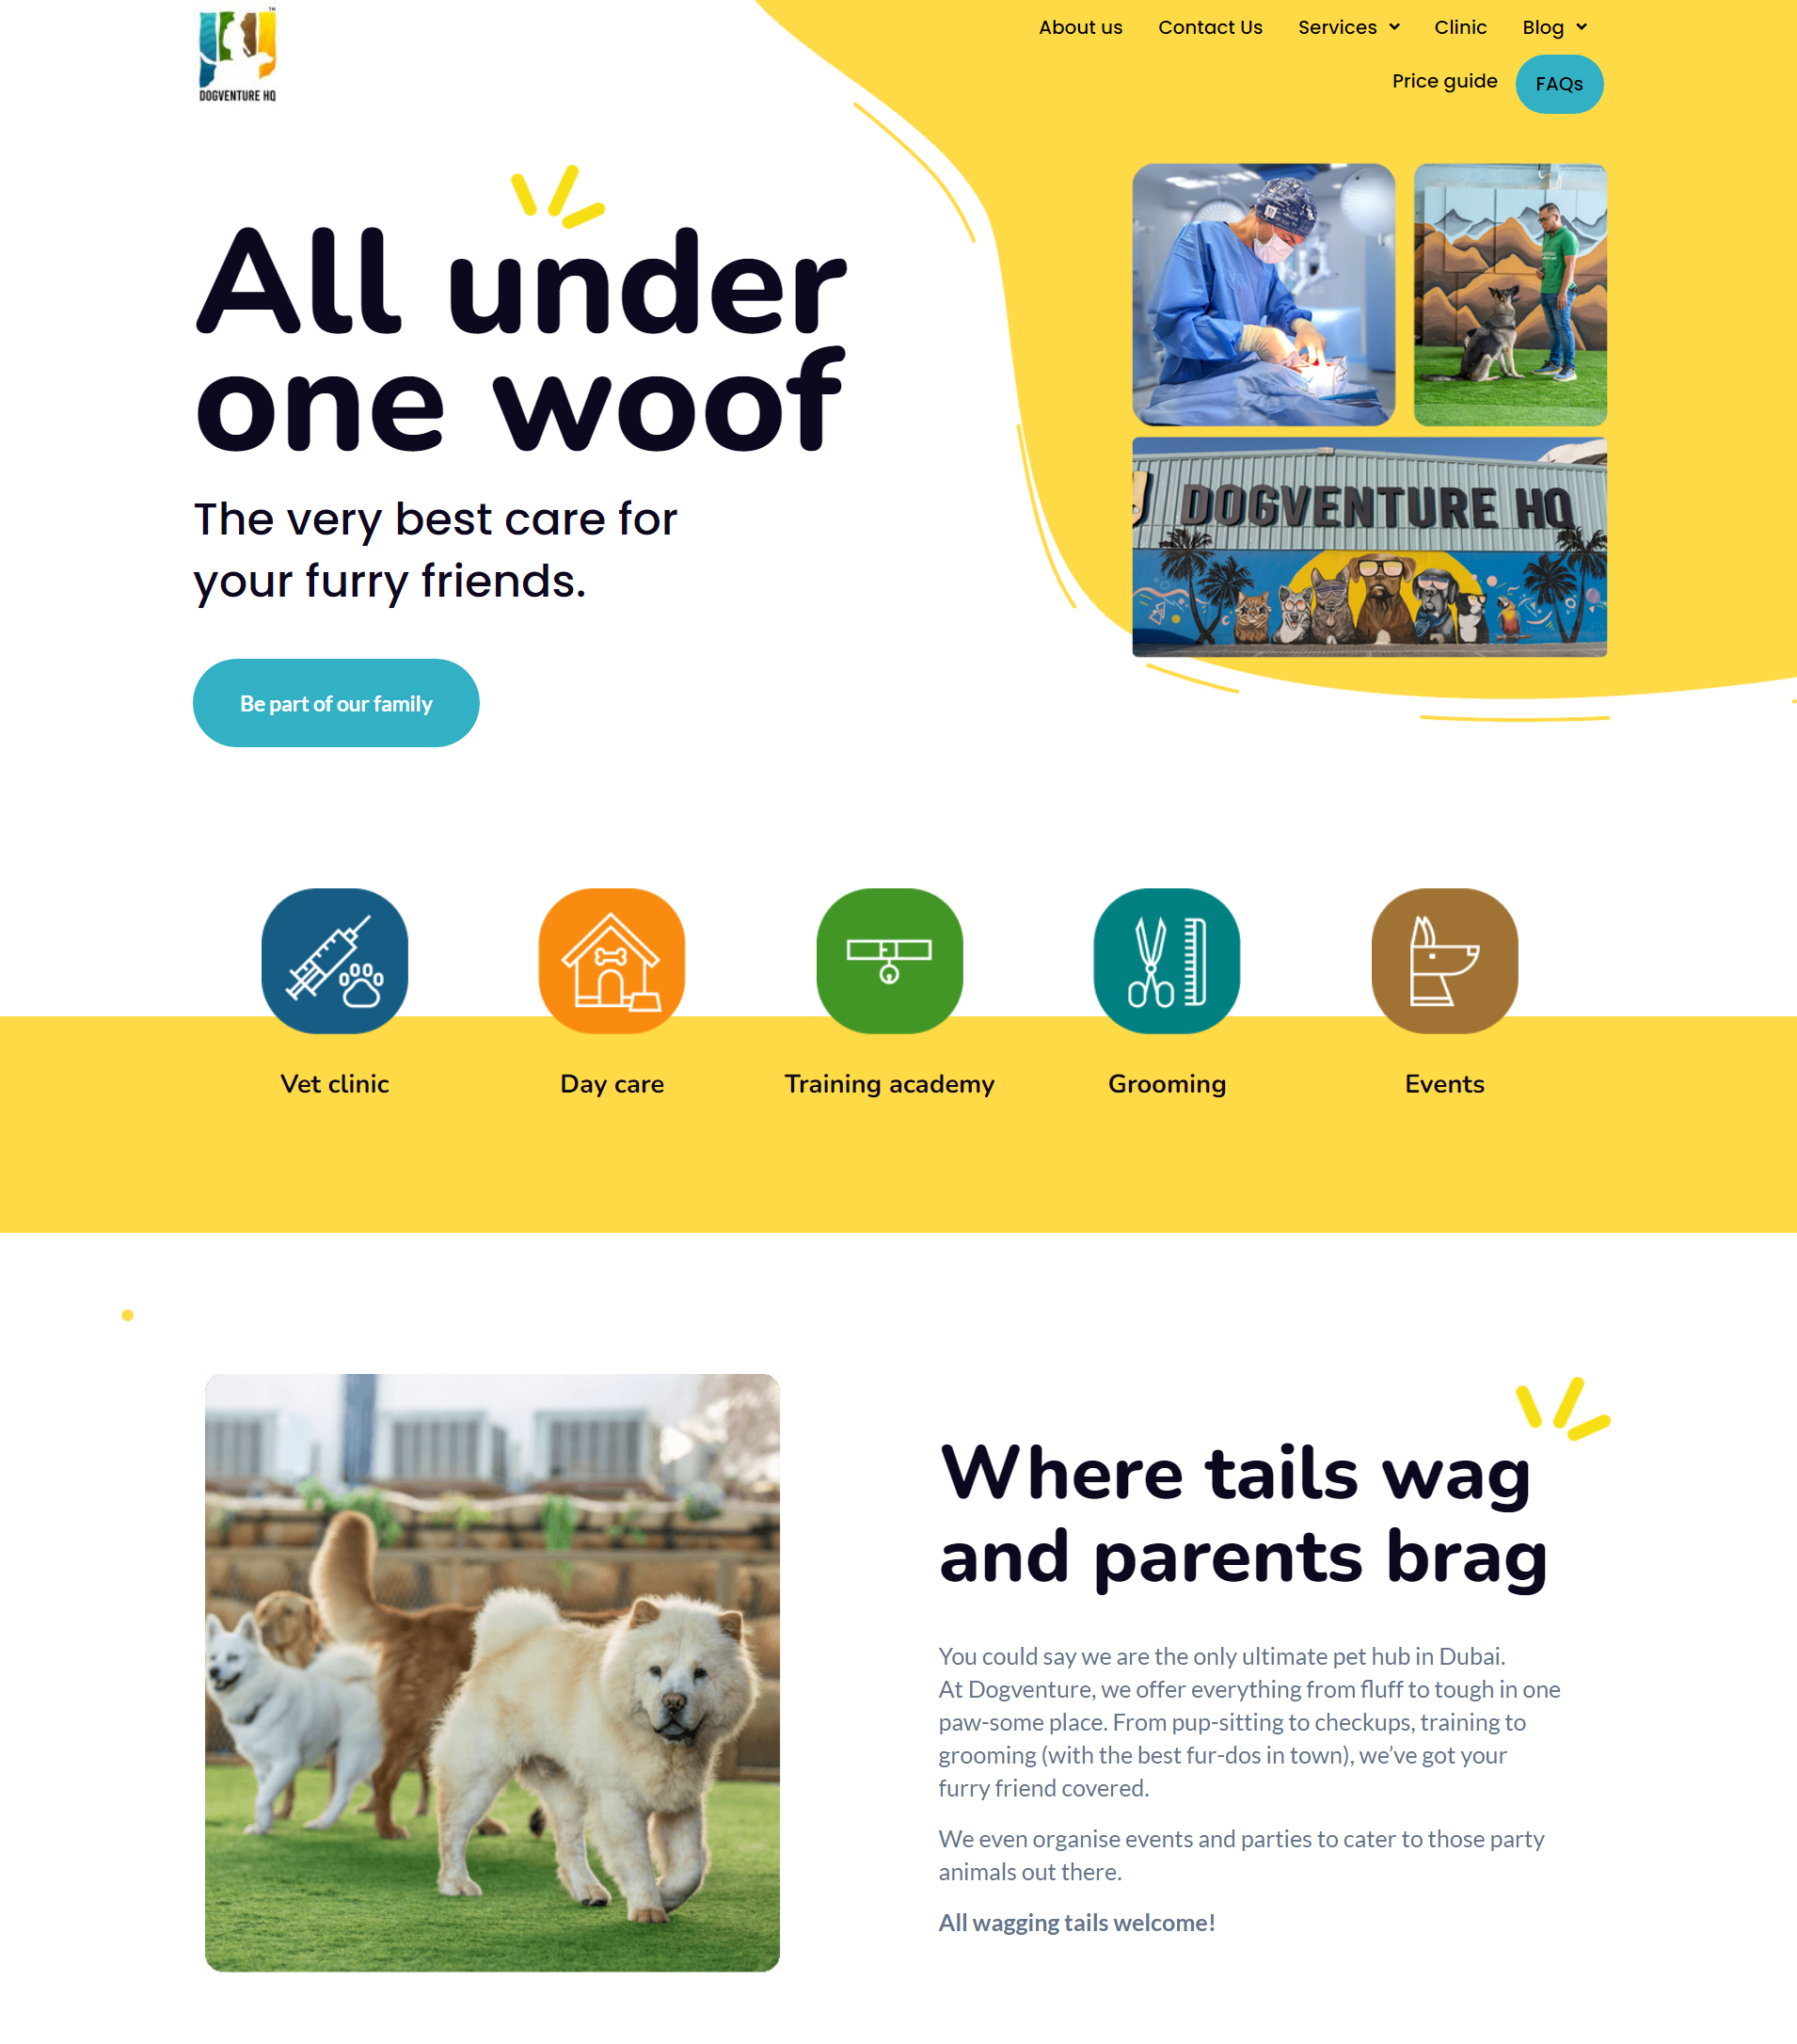 DOGVENTURE HQ
TM
About us
Contact Us
Services
Clinic
Blog
Price guide
FAQs
All under
one woof
The very best care for
your furry friends.
Be part of our family
DOGVENTURE HQ
Vet clinic
Day care
Training academy
Grooming
Events
Where tails wag
and parents brag
You could say we are the only ultimate pet hub in Dubai.
At Dogventure, we offer everything from fluff to tough in one
paw-some place. From pup-sitting to checkups, training to
grooming (with the best fur-dos in town), we’ve got your
furry friend covered.
We even organise events and parties to cater to those party
animals out there.
All wagging tails welcome!